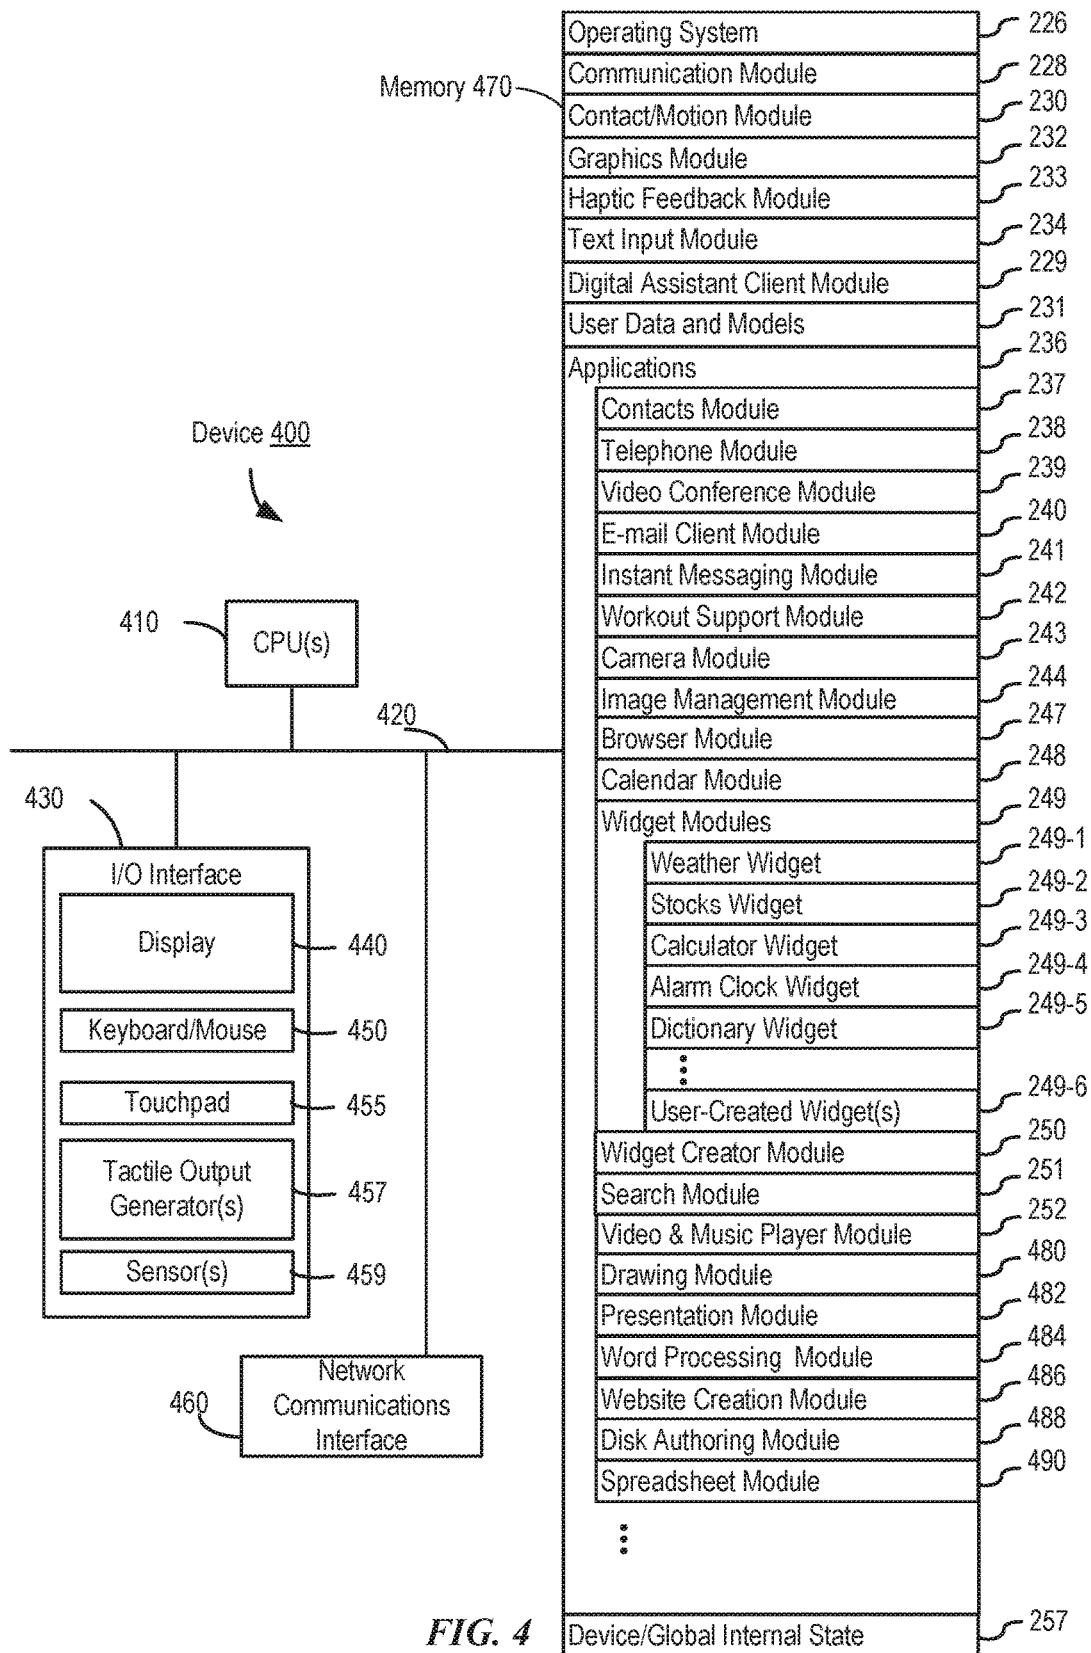 Device 400
410
CPU(s)
420
430
I/O Interface
Display
440
Keyboard/Mouse
450
Touchpad
455
Tactile Output
Generator(s)
457
Sensor(s)
459
460
Network
Communications
Interface
Memory 470
Operating System
226
Communication Module
228
Contact/Motion Module
230
Graphics Module
232
Haptic Feedback Module
233
Text Input Module
234
Digital Assistant Client Module
229
User Data and Models
231
Applications
236
Contacts Module
237
Telephone Module
238
Video Conference Module
239
E-mail Client Module
240
Instant Messaging Module
241
Workout Support Module
242
Camera Module
243
Image Management Module
244
Browser Module
247
Calendar Module
248
Widget Modules
249
Weather Widget
249-1
Stocks Widget
249-2
Calculator Widget
249-3
Alarm Clock Widget
249-4
Dictionary Widget
249-5
User-Created Widget(s)
249-6
Widget Creator Module
250
Search Module
251
Video & Music Player Module
252
Drawing Module
480
Presentation Module
482
Word Processing Module
484
Website Creation Module
486
Disk Authoring Module
488
Spreadsheet Module
490
Device/Global Internal State
257
FIG. 4